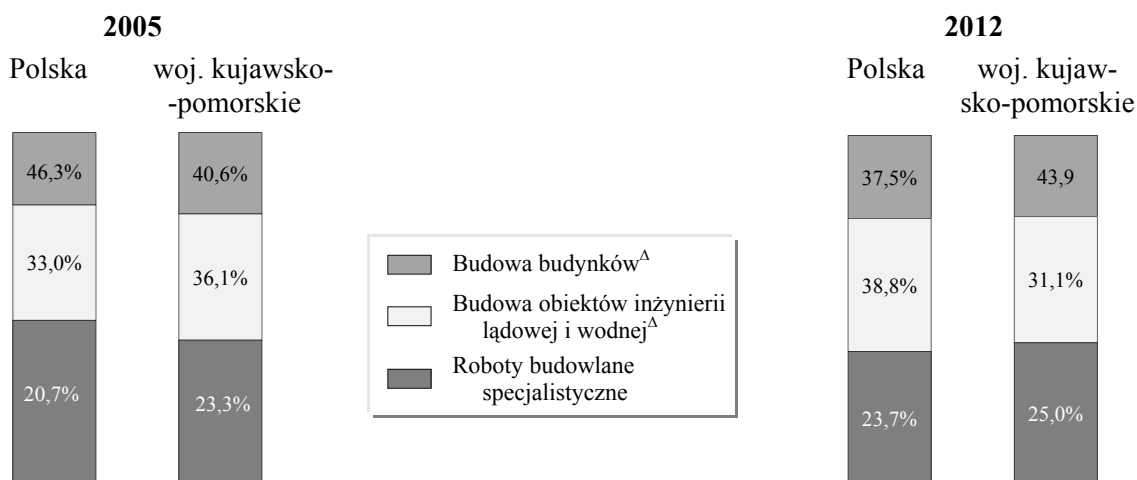 2005
Polska
woj. kujawsko-
-pomorskie
46,3%
40,6%
33,0%
36,1%
20,7%
23,3%
Budowa budynków∆
Budowa obiektów inżynierii
lądowej i wodnej∆
Roboty budowlane
specjalistyczne
2012
Polska
woj. kujaw-
sko-pomorskie
37,5%
43,9
38,8%
31,1%
23,7%
25,0%